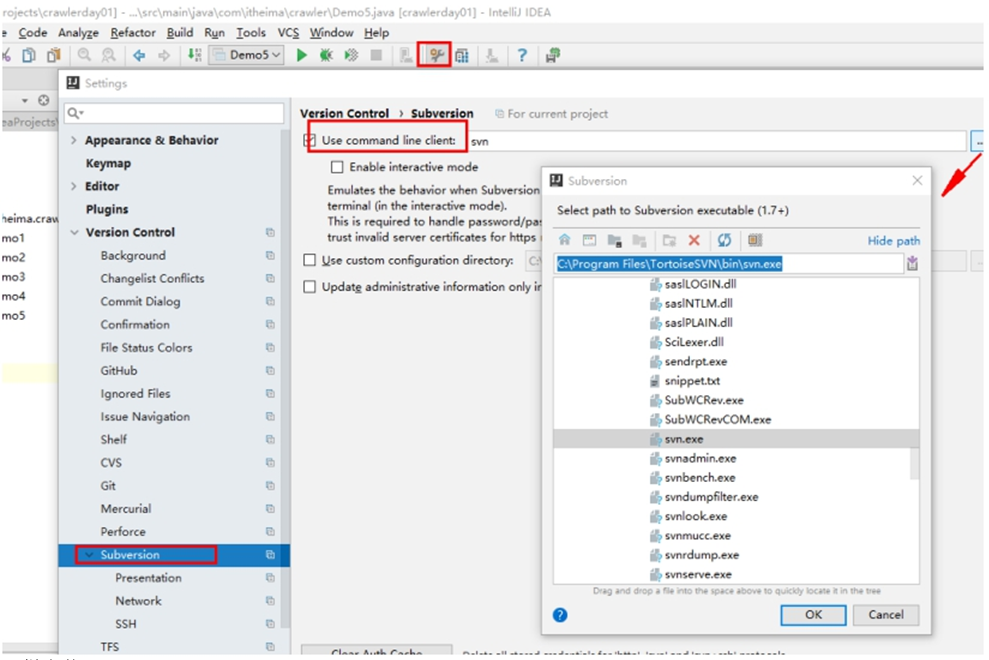 rojects\crawlerday01] - ...\src\main\java\com\itheima\crawler\Demo5.java [crawlerday01] - IntelliJ IDEA
e Code Analyze Refactor Build Run Tools VCS Window Help
Demo5
Settings
eaProjects\
heima.craw
mo1
mo2
mo3
mo4
mo5
Appearance & Behavior
Keymap
Editor
Plugins
Version Control
Background
Changelist Conflicts
Commit Dialog
Confirmation
File Status Colors
GitHub
Ignored Files
Issue Navigation
Shelf
CVS
Git
Mercurial
Perforce
Subversion
Presentation
Network
SSH
TFS
Version Control › Subversion For current project
Use command line client: svn
Enable interactive mode
Emulates the behavior when Subversion
terminal (in the interactive mode).
This is required to handle password/pas
trust invalid server certificates for https
Use custom configuration directory: C:\
Update administrative information only in
Clear Auth Cache
Subversion
Select path to Subversion executable (1.7+)
Hide path
C:\Program Files\TortoiseSVN\bin\svn.exe
saslLOGIN.dll
saslNTLM.dll
saslPLAIN.dll
SciLexer.dll
sendrpt.exe
snippet.txt
SubWCRev.exe
SubWCRevCOM.exe
svn.exe
svnadmin.exe
svnbench.exe
svndumpfilter.exe
svnlook.exe
svnmucc.exe
svnrdump.exe
svnserve.exe
Drag and drop a file into the space above to quickly locate it in the tree
OK Cancel